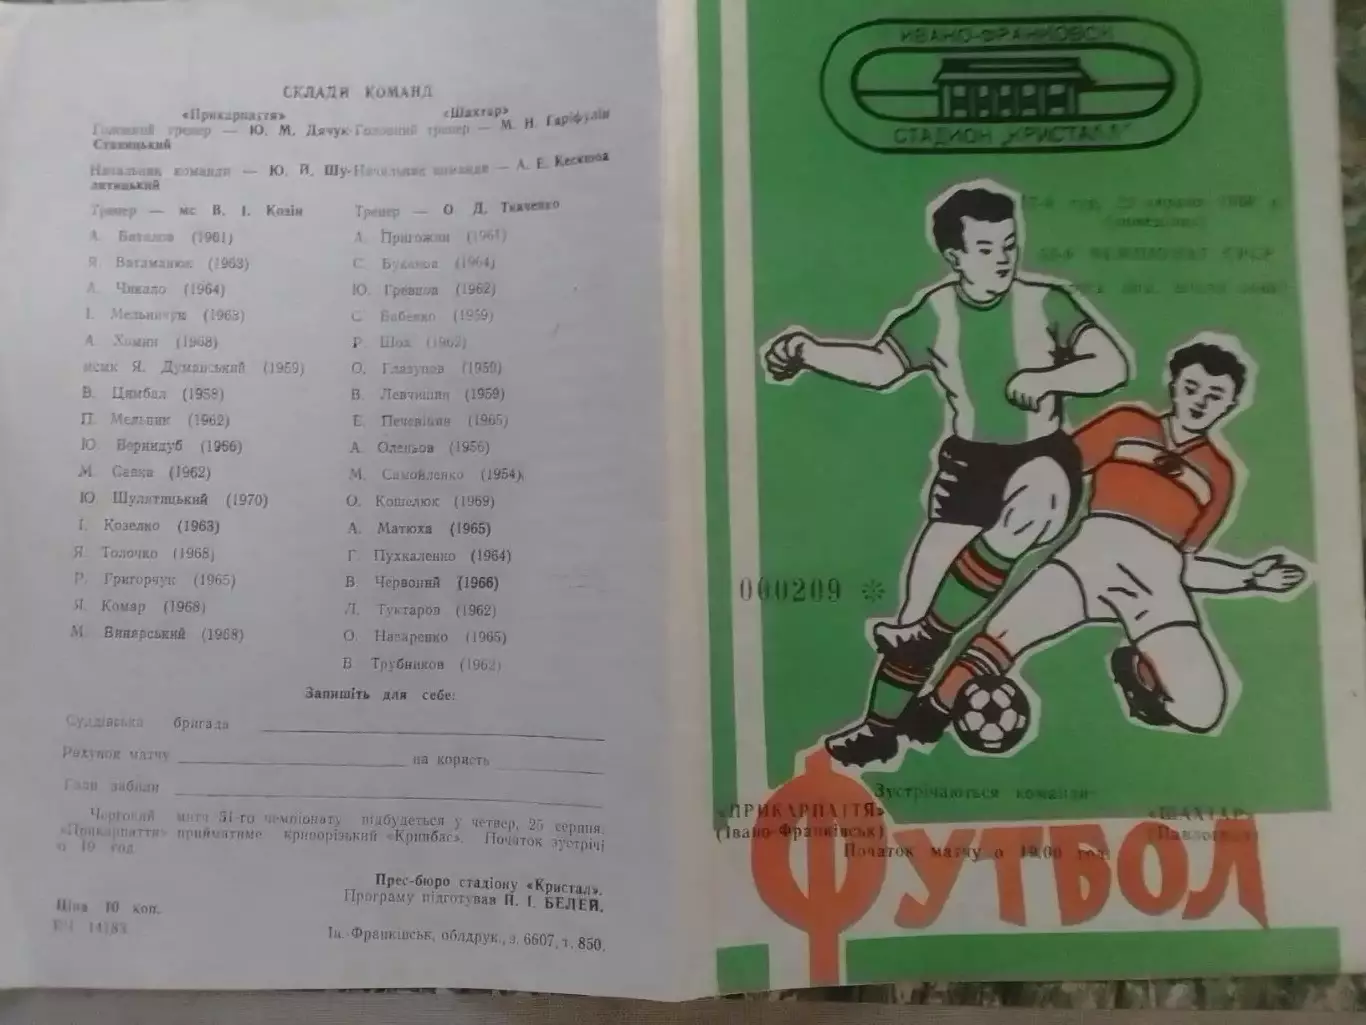 СКЛАДИ КОМАНД
«Прикарпаття»
Головний тренер — Ю. М. Дячук-
Ставицький
Начальник команди — Ю. Й. Шу-
литицький
Тренер — мс В. І. Козін
А. Баталов (1961)
Я. Ватаманюк (1963)
А. Чикало (1964)
І. Мельничук (1963)
А. Хомин (1968)
мсмк Я. Думанський (1959)
В. Цимбал (1958)
П. Мельник (1962)
Ю. Вернидуб (1966)
М. Савка (1962)
Ю Шулятицький (1970)
І. Козелко (1963)
Я. Толочко (1968)
Р. Григорчук (1965)
Я. Комар (1968)
М. Винярський (1968)
«Шахтар»
Головний тренер — М. Н. Гаріфулін
Начальник команди — А. Е.
Тренер — О Д. Ткаченко
А. Пригожин (1961)
С. Буканов (1964)
Ю. Гревцов (1962)
С. Бабенко (1959)
Р. Шох (1962)
О. Глазунов (1959)
В. Левчишин (1959)
Е. Печевіпин (1965)
А. Оленьов (1956)
М. Самойленко (1954),
О. Кошелюк (1969)
А. Матюха (1965)
Г. Пухкаленко (1964)
В. Червоний (1966)
Л. Туктаров (1962)
О. Назаренко (1965)
В. Трубников (1962)
Запишіть для себе:
Суддівська бригада
Рахунок матчу на користь
Голи забили
Черговий матч 51-го чемпіонату відбудеться у четвер, 25 серпня.
«Прикарпаття» прийматиме криворізький «Кривбас». Початок зустрічі
о 19 год.
Прес-бюро стадіону «Кристал».
Програму підготував Й. І. БЕЛЕЙ.
Ціна 10 коп.
14183
Ів.-Франківськ, облдрук., з. 6607, т. 850.
ИВАНО-ФРАНКОВСК
СТАДИОН „КРИСТАЛЛ"
000209 *
Зустрічаються команди
«ПРИКАРПАТТЯ»
(Івано-Франківськ)
«ШАХТАР»
(Павлоград)
Початок матчу о 19.00 год.
ФУТБОЛ